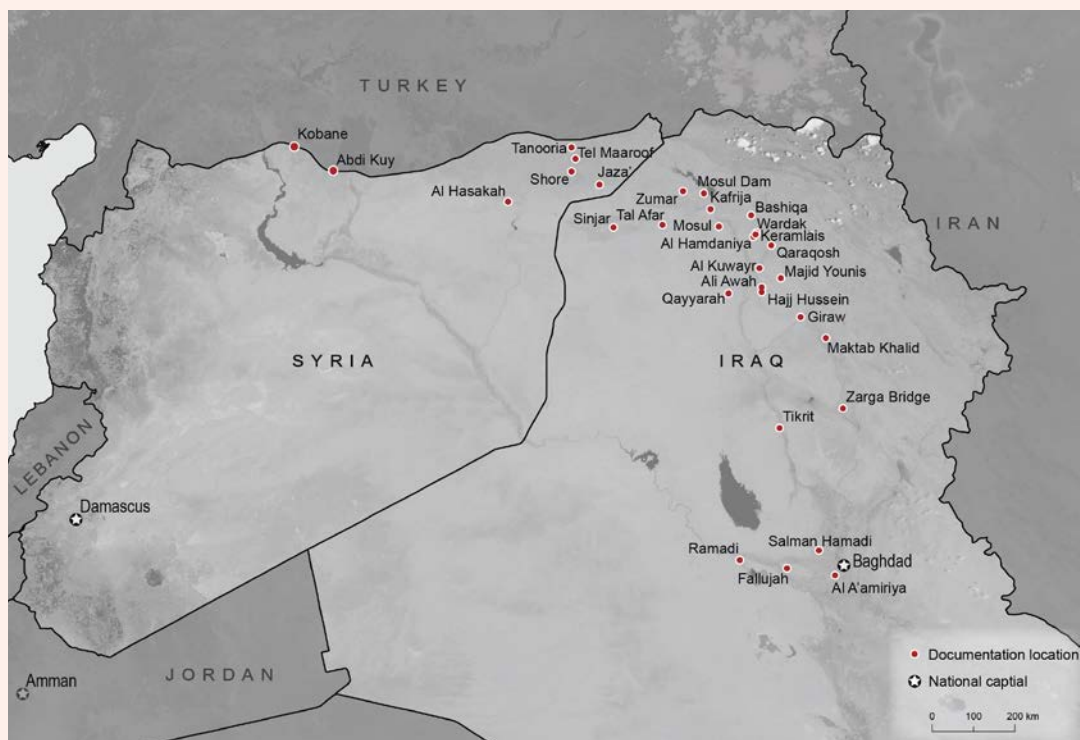 TURKEY
Kobane
Abdi Kuy
Tanooria
Tel Maaroof
Shore
Jaza'
Al Hasakah
Zumar
Mosul Dam
Kafrija
Sinjar
Tal Afar
Mosul
Bashiqa
Wardak
Al Hamdaniya
Keramlais
Qaraqosh
IRAN
Al Kuwayr
Majid Younis
Ali Awah
Qayyarah
Hajj Hussein
Giraw
SYRIA
IRAQ
Maktab Khalid
Zarga Bridge
Tikrit
LEBANON
Damascus
Salman Hamadi
Ramadi
Baghdad
Fallujah
Al A'amiriya
JORDAN
Amman
Documentation location
National captial
0 100 200 km